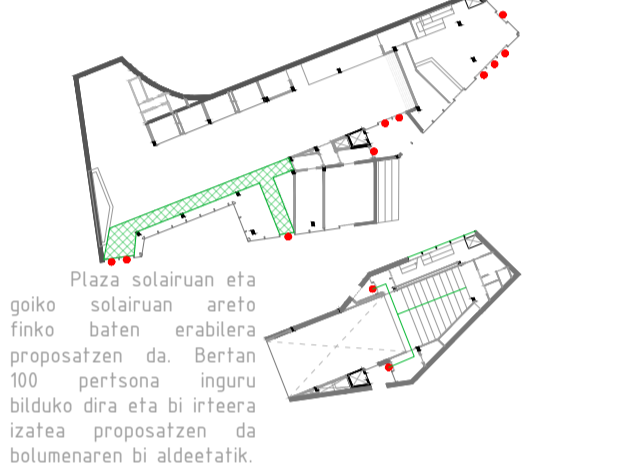 Plaza solairuan eta
goiko solairuan areto
finko baten erabilera
proposatzen da. Bertan
100 pertsona inguru
bilduko dira eta bi irteera
izatea proposatzen da
bolumenaren bi aldeetatik.